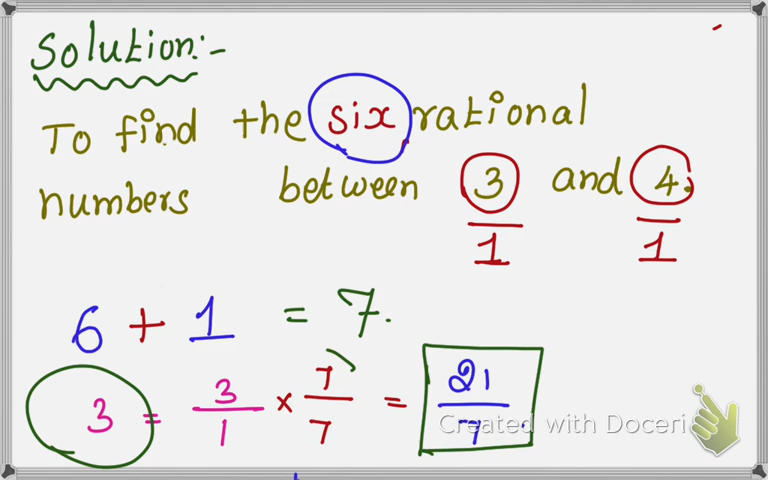 Solution:-
To find the six rational
numbers between 3/1 and 4/1.
6 + 1 = 7.
3 = 3/1 × 7/7 = 21/7
Created with Doceri